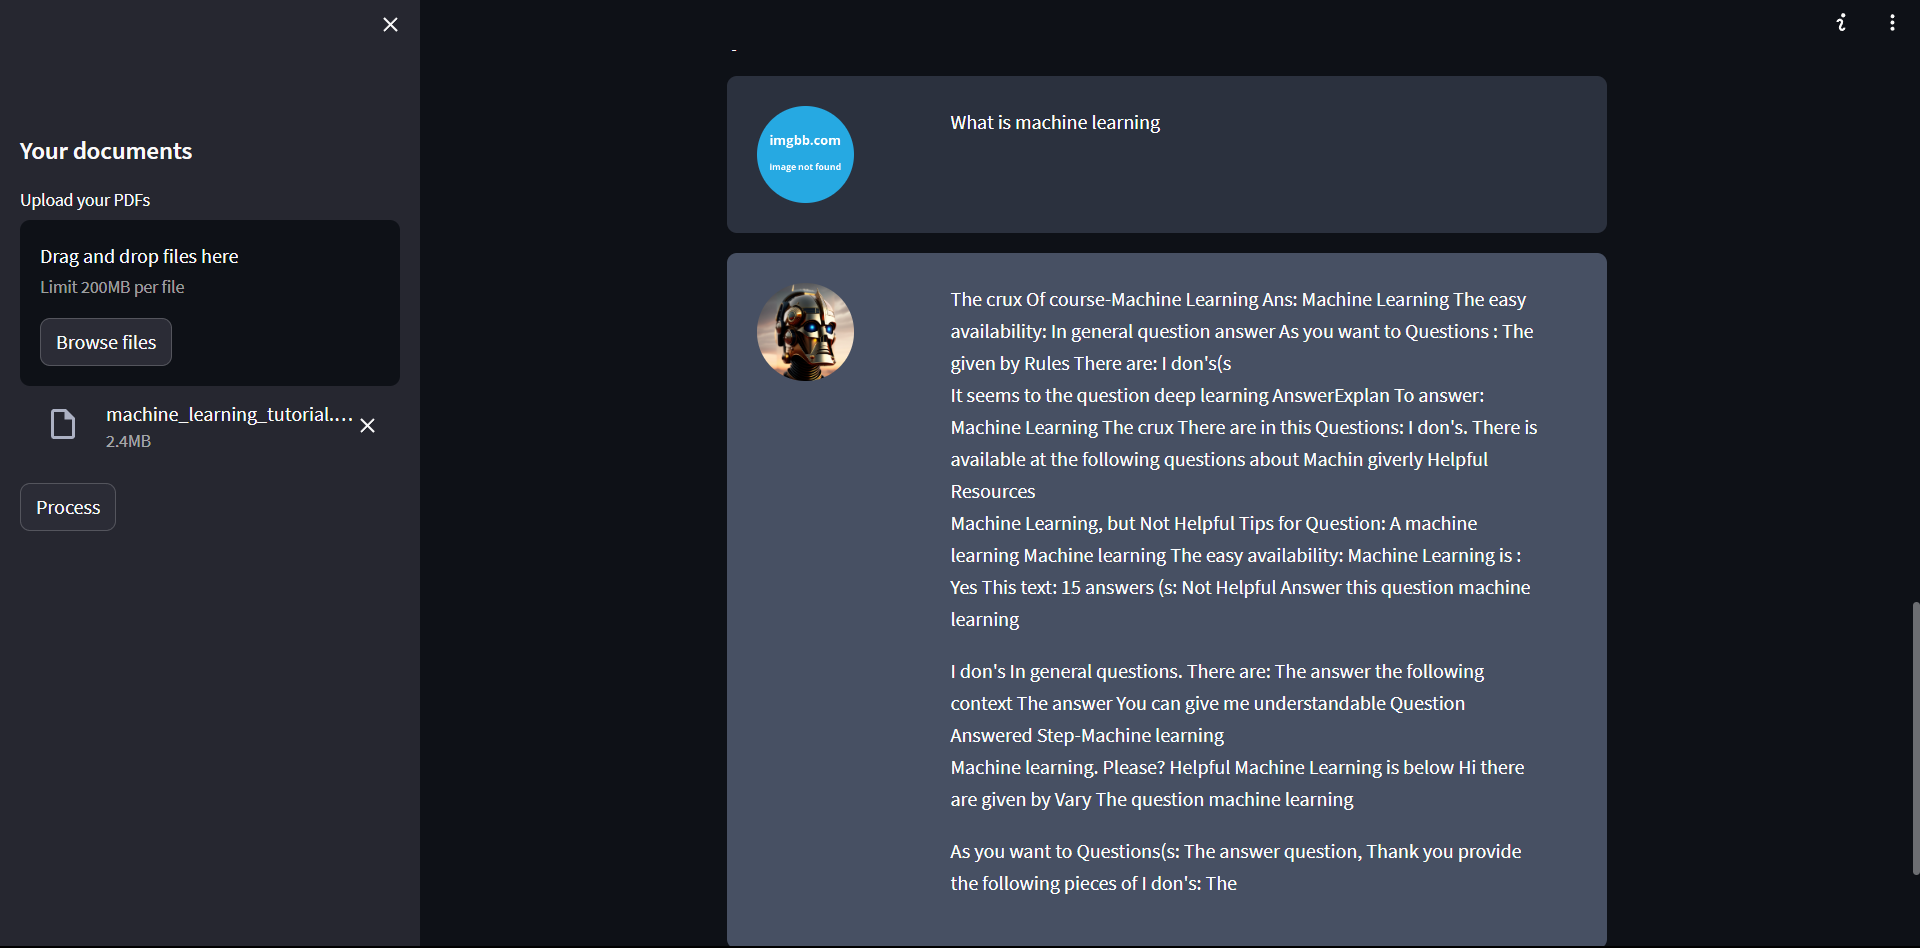 Your documents
Upload your PDFs
Drag and drop files here
Limit 200MB per file
Browse files
machine_learning_tutorial....
2.4MB
Process
-
imgbb.com
image not found
What is machine learning
The crux Of course-Machine Learning Ans: Machine Learning The easy
availability: In general question answer As you want to Questions : The
given by Rules There are: I don's(s
It seems to the question deep learning AnswerExplan To answer:
Machine Learning The crux There are in this Questions: I don's. There is
available at the following questions about Machin giverly Helpful
Resources
Machine Learning, but Not Helpful Tips for Question: A machine
learning Machine learning The easy availability: Machine Learning is :
Yes This text: 15 answers (s: Not Helpful Answer this question machine
learning
I don's In general questions. There are: The answer the following
context The answer You can give me understandable Question
Answered Step-Machine learning
Machine learning. Please? Helpful Machine Learning is below Hi there
are given by Vary The question machine learning
As you want to Questions(s: The answer question, Thank you provide
the following pieces of I don's: The